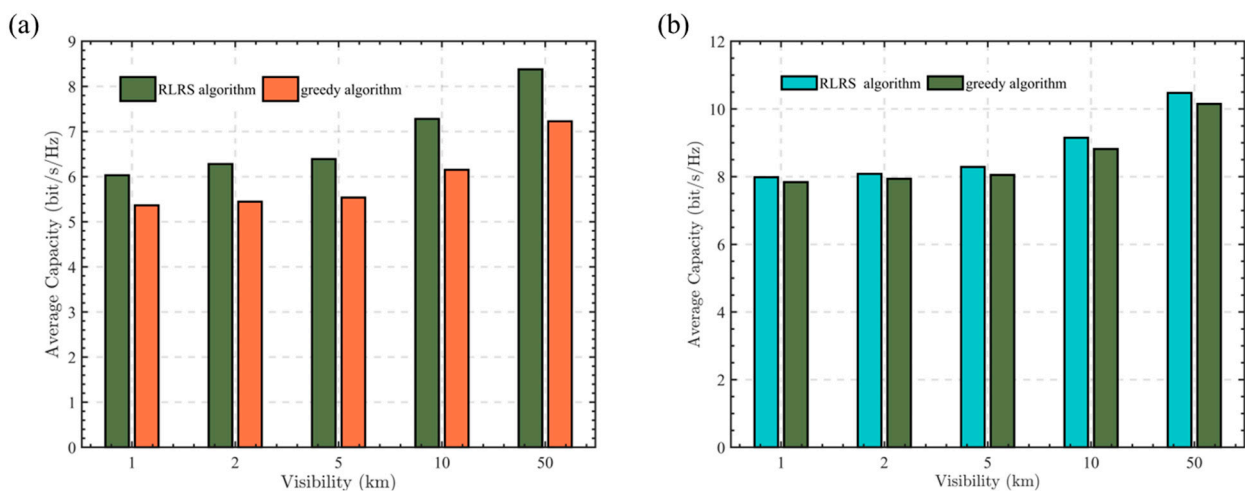 (a)
9
8
7
6
5
4
3
2
1
0
Average Capacity (bit/s/Hz)
RLRS algorithm greedy algorithm
1 2 5 10 50
Visibility (km)
(b)
12
10
8
6
4
2
0
Average Capacity (bit/s/Hz)
RLRS algorithm greedy algorithm
1 2 5 10 50
Visibility (km)